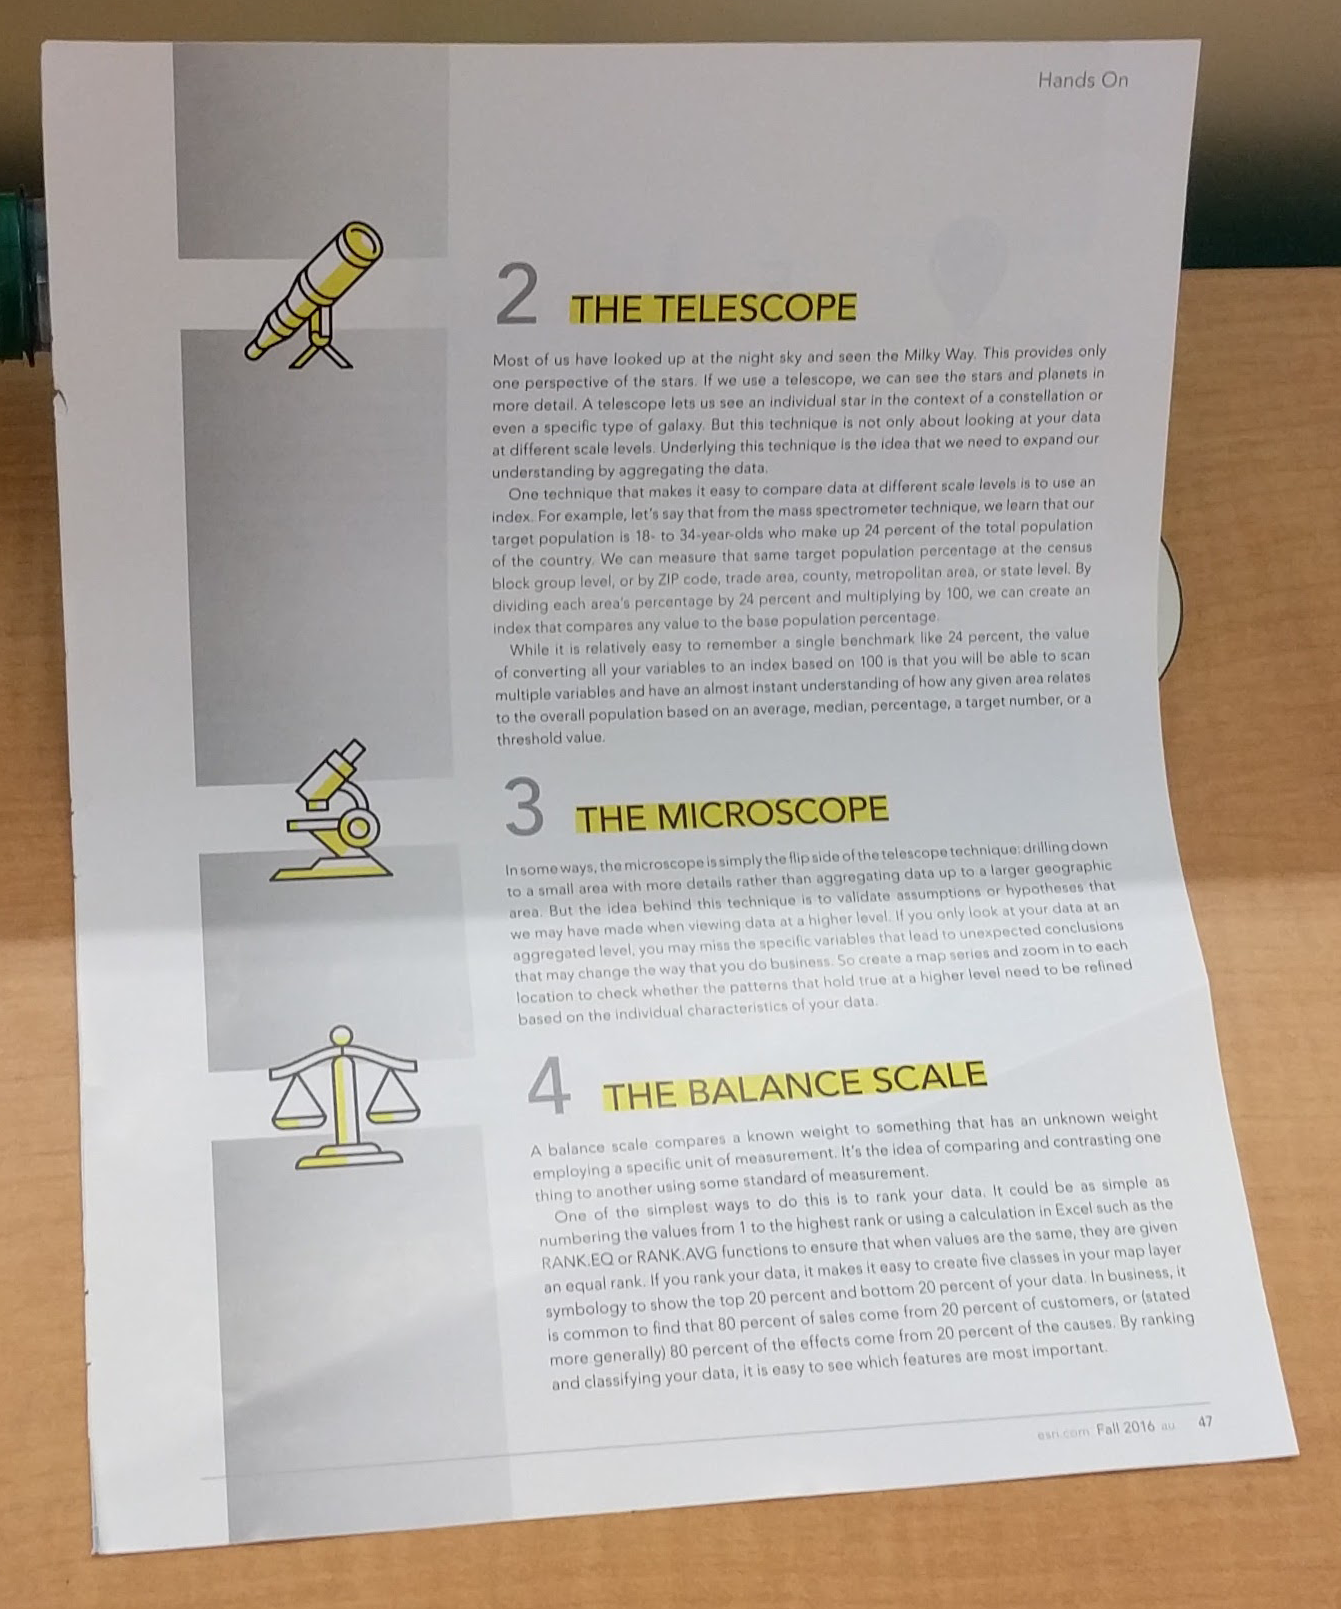 Hands On
2 THE TELESCOPE
Most of us have looked up at the night sky and seen the Milky Way. This provides only
one perspective of the stars. If we use a telescope, we can see the stars and planets in
more detail. A telescope lets us see an individual star in the context of a constellation or
even a specific type of galaxy. But this technique is not only about looking at your data
at different scale levels. Underlying this technique is the idea that we need to expand our
understanding by aggregating the data.
One technique that makes it easy to compare data at different scale levels is to use an
index. For example, let's say that from the mass spectrometer technique, we learn that our
target population is 18- to 34-year-olds who make up 24 percent of the total population
of the country. We can measure that same target population percentage at the census
block group level, or by ZIP code, trade area, county, metropolitan area, or state level. By
dividing each area's percentage by 24 percent and multiplying by 100, we can create an
index that compares any value to the base population percentage.
While it is relatively easy to remember a single benchmark like 24 percent, the value
of converting all your variables to an index based on 100 is that you will be able to scan
multiple variables and have an almost instant understanding of how any given area relates
to the overall population based on an average, median, percentage, a target number, or a
threshold value.
3 THE MICROSCOPE
In some ways, the microscope is simply the flip side of the telescope technique: drilling down
to a small area with more details rather than aggregating data up to a larger geographic
area. But the idea behind this technique is to validate assumptions or hypotheses that
we may have made when viewing data at a higher level. If you only look at your data at an
aggregated level, you may miss the specific variables that lead to unexpected conclusions
that may change the way that you do business. So create a map series and zoom in to each
location to check whether the patterns that hold true at a higher level need to be refined
based on the individual characteristics of your data.
4 THE BALANCE SCALE
A balance scale compares a known weight to something that has an unknown weight
employing a specific unit of measurement. It's the idea of comparing and contrasting one
thing to another using some standard of measurement.
One of the simplest ways to do this is to rank your data. It could be as simple as
numbering the values from 1 to the highest rank or using a calculation in Excel such as the
RANK.EQ or RANK.AVG functions to ensure that when values are the same, they are given
an equal rank. If you rank your data, it makes it easy to create five classes in your map layer
symbology to show the top 20 percent and bottom 20 percent of your data. In business, it
is common to find that 80 percent of sales come from 20 percent of customers, or (stated
more generally) 80 percent of the effects come from 20 percent of the causes. By ranking
and classifying your data, it is easy to see which features are most important.
esri.com Fall 2016 au 47